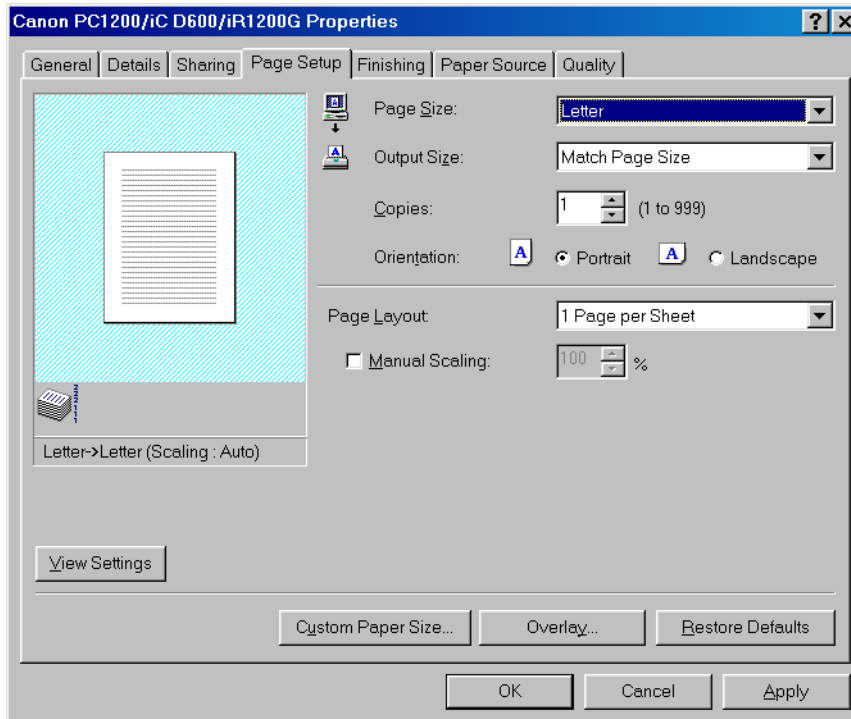 Canon PC1200/iC D600/iR1200G Properties
General Details Sharing Page Setup Finishing Paper Source Quality
Page Size: Letter
Output Size: Match Page Size
Copies: 1 (1 to 999)
Orientation: A Portrait A Landscape
Page Layout: 1 Page per Sheet
Manual Scaling: 100 %
Letter->Letter (Scaling : Auto)
View Settings
Custom Paper Size... Overlay... Restore Defaults
OK Cancel Apply